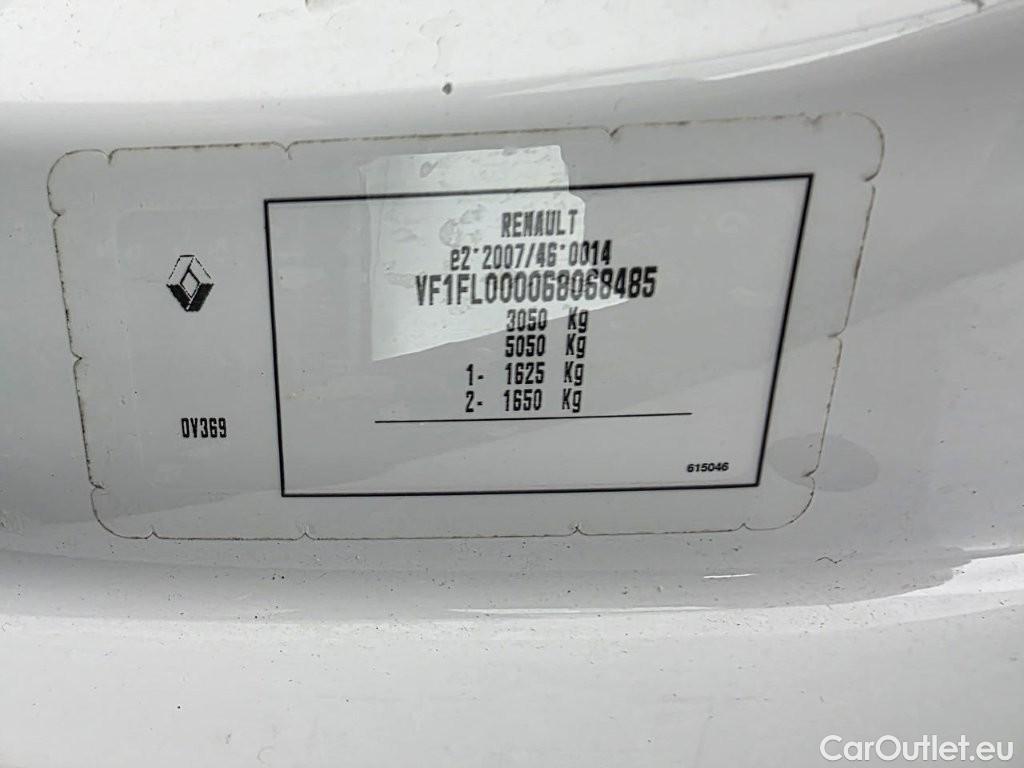 RENAULT
e2*2007/46*0014
VF1FL000068068485
3050 Kg
5050 Kg
1- 1625 Kg
2- 1650 Kg
OV369
615046
CarOutlet.eu